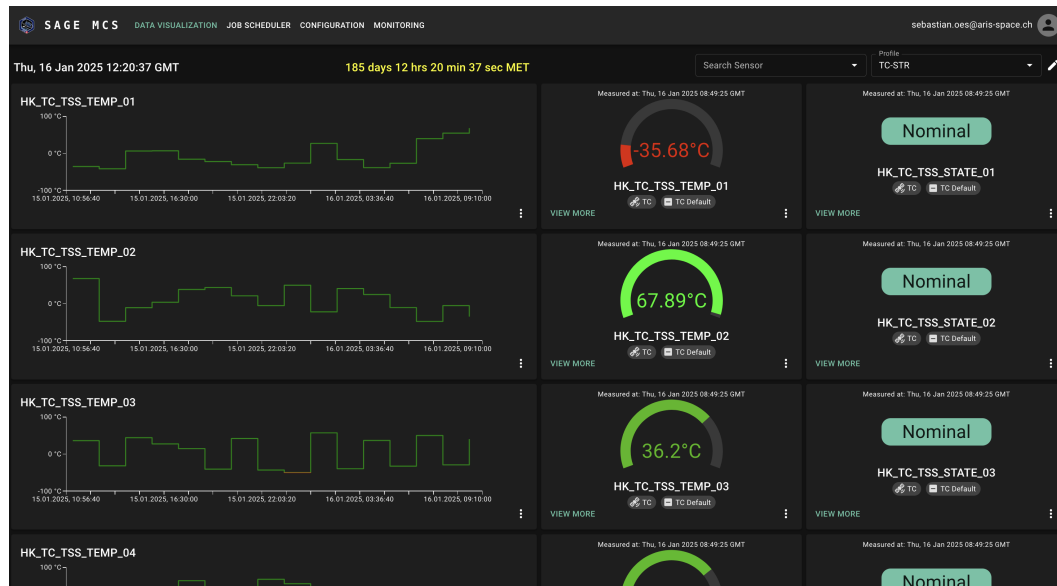 SAGE MCS DATA VISUALIZATION JOB SCHEDULER CONFIGURATION MONITORING sebastian.oes@aris-space.ch
Thu, 16 Jan 2025 12:20:37 GMT 185 days 12 hrs 20 min 37 sec MET Search Sensor Profile TC-STR
HK_TC_TSS_TEMP_01
100 °C
0 °C
-100 °C
15.01.2025, 10:56:40 15.01.2025, 16:30:00 15.01.2025, 22:03:20 16.01.2025, 03:36:40 16.01.2025, 09:10:00
Measured at: Thu, 16 Jan 2025 08:49:25 GMT
-35.68°C
HK_TC_TSS_TEMP_01
TC TC Default
VIEW MORE
Measured at: Thu, 16 Jan 2025 08:49:25 GMT
Nominal
HK_TC_TSS_STATE_01
TC TC Default
VIEW MORE
HK_TC_TSS_TEMP_02
100 °C
0 °C
-100 °C
15.01.2025, 10:56:40 15.01.2025, 16:30:00 15.01.2025, 22:03:20 16.01.2025, 03:36:40 16.01.2025, 09:10:00
Measured at: Thu, 16 Jan 2025 08:49:25 GMT
67.89°C
HK_TC_TSS_TEMP_02
TC TC Default
VIEW MORE
Measured at: Thu, 16 Jan 2025 08:49:25 GMT
Nominal
HK_TC_TSS_STATE_02
TC TC Default
VIEW MORE
HK_TC_TSS_TEMP_03
100 °C
0 °C
-100 °C
15.01.2025, 10:56:40 15.01.2025, 16:30:00 15.01.2025, 22:03:20 16.01.2025, 03:36:40 16.01.2025, 09:10:00
Measured at: Thu, 16 Jan 2025 08:49:25 GMT
36.2°C
HK_TC_TSS_TEMP_03
TC TC Default
VIEW MORE
Measured at: Thu, 16 Jan 2025 08:49:25 GMT
Nominal
HK_TC_TSS_STATE_03
TC TC Default
VIEW MORE
HK_TC_TSS_TEMP_04
100 °C
Measured at: Thu, 16 Jan 2025 08:49:25 GMT
Measured at: Thu, 16 Jan 2025 08:49:25 GMT
Nominal